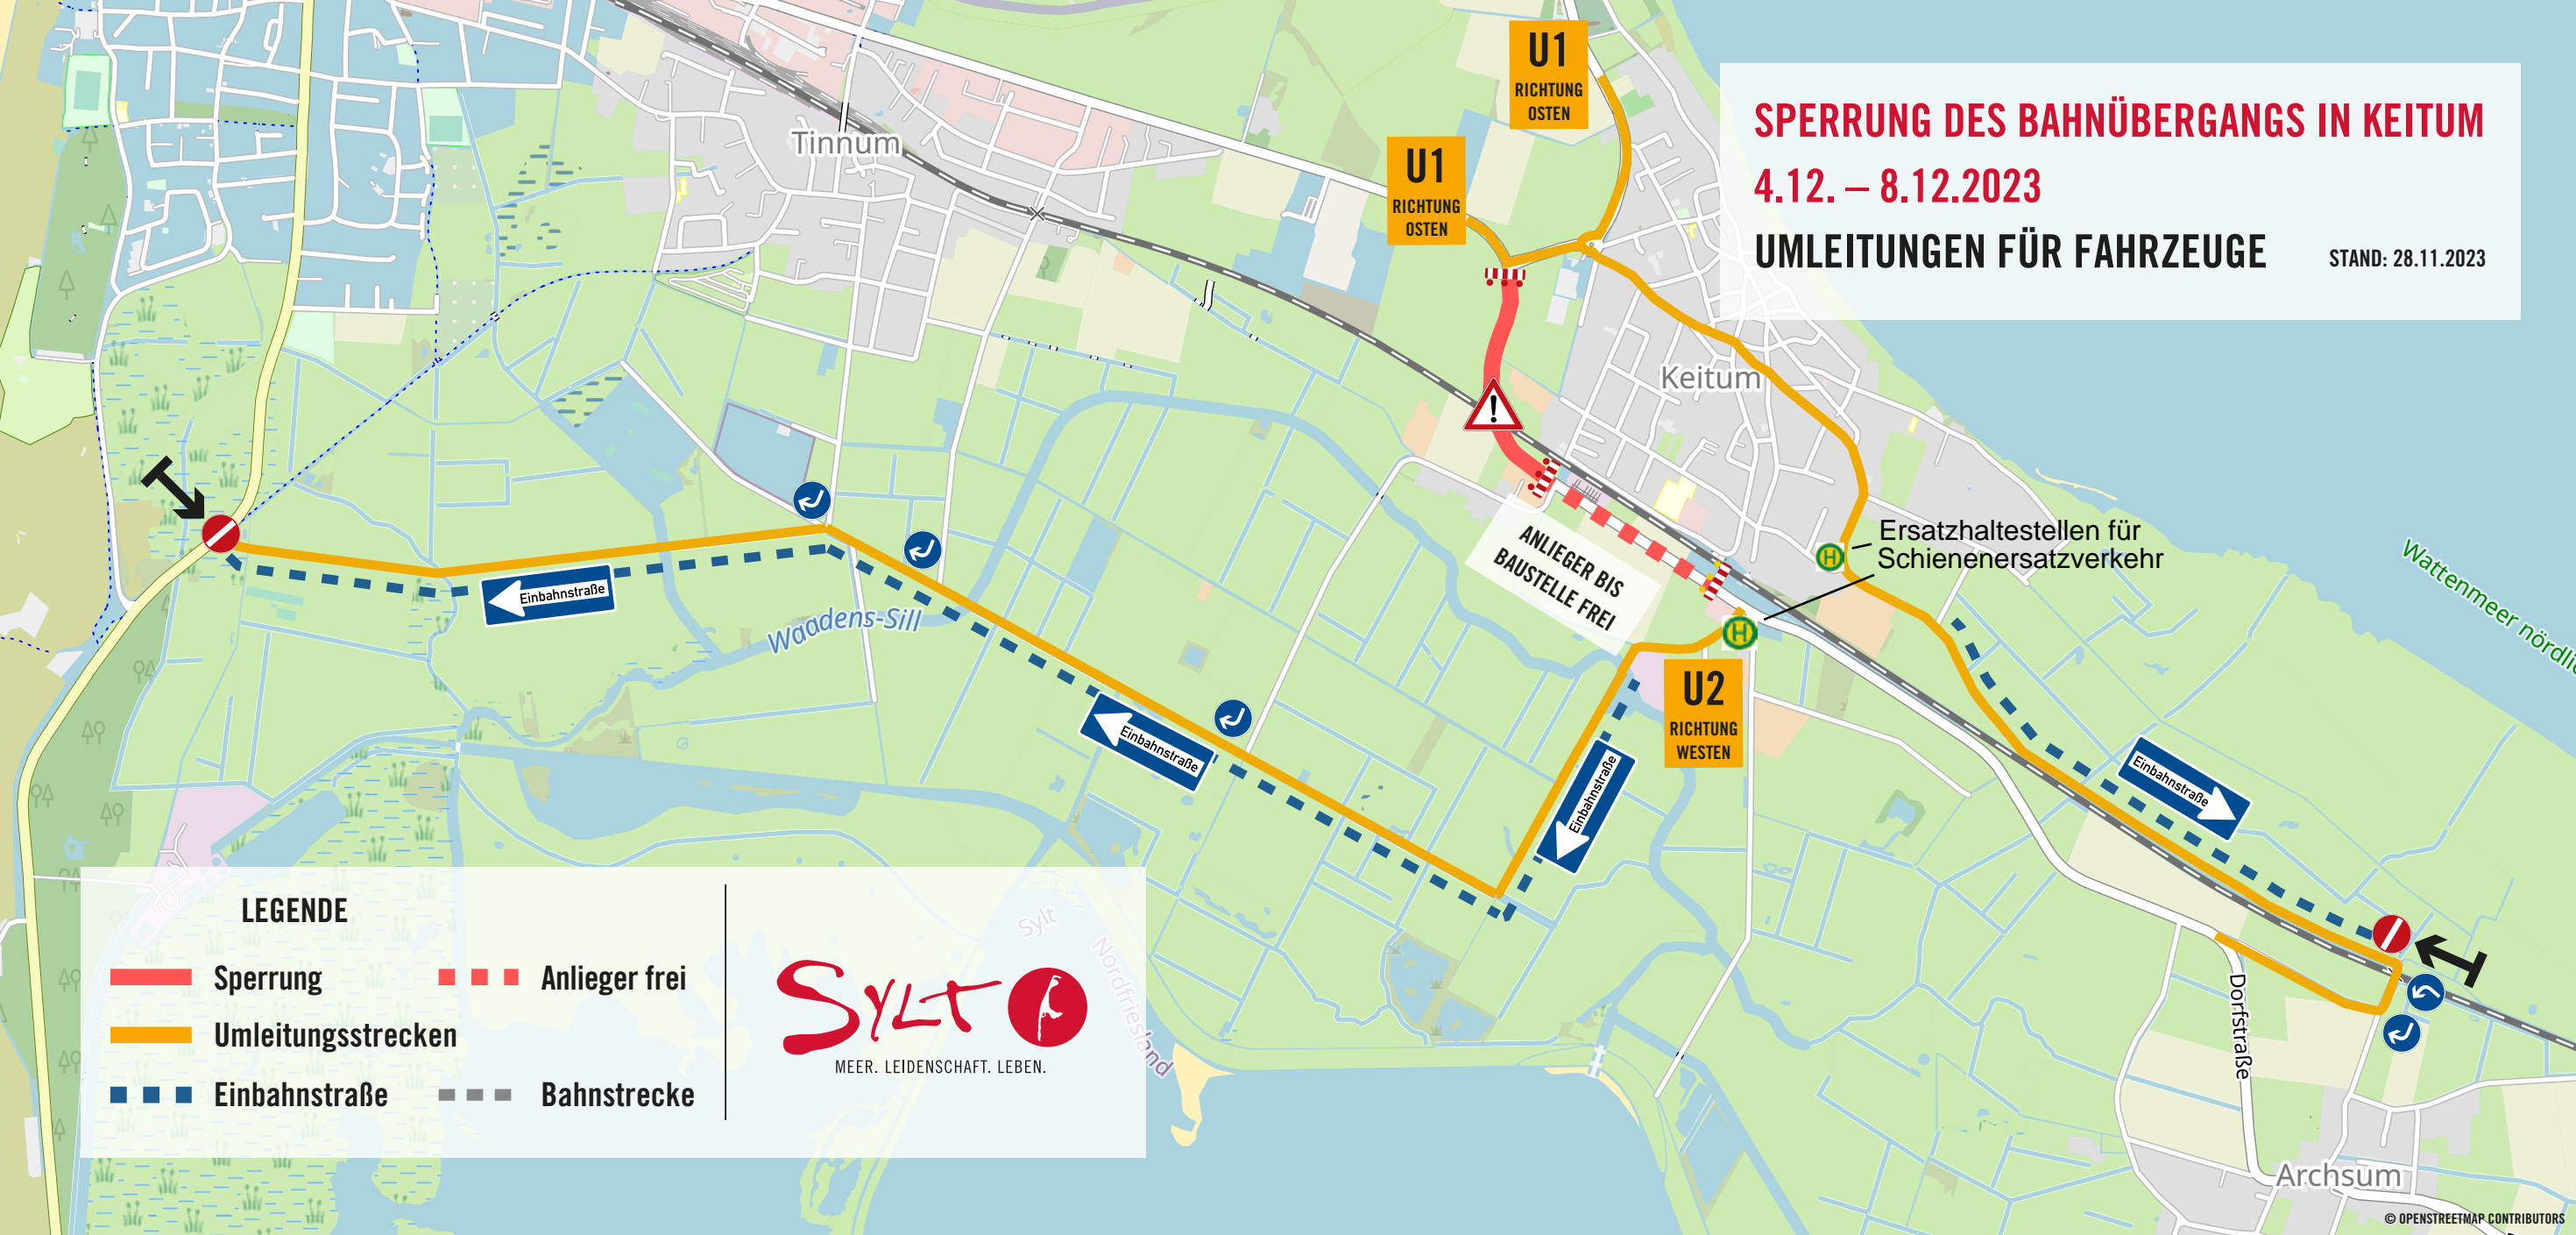 U1
RICHTUNG
OSTEN
U1
RICHTUNG
OSTEN
SPERRUNG DES BAHNÜBERGANGS IN KEITUM
4.12. – 8.12.2023
UMLEITUNGEN FÜR FAHRZEUGE
STAND: 28.11.2023
Tinnum
Keitum
!
ANLIEGER BIS
BAUSTELLE FREI
H
Ersatzhaltestellen für
Schienenersatzverkehr
H
Wattenmeer nördli
Einbahnstraße
Waadens-Sill
U2
RICHTUNG
WESTEN
Einbahnstraße
Einbahnstraße
Einbahnstraße
LEGENDE
Sperrung
Anlieger frei
Umleitungsstrecken
Einbahnstraße
Bahnstrecke
SYLT
MEER. LEIDENSCHAFT. LEBEN.
Sylt
Nordfriesland
Dorfstraße
Archsum
© OPENSTREETMAP CONTRIBUTORS